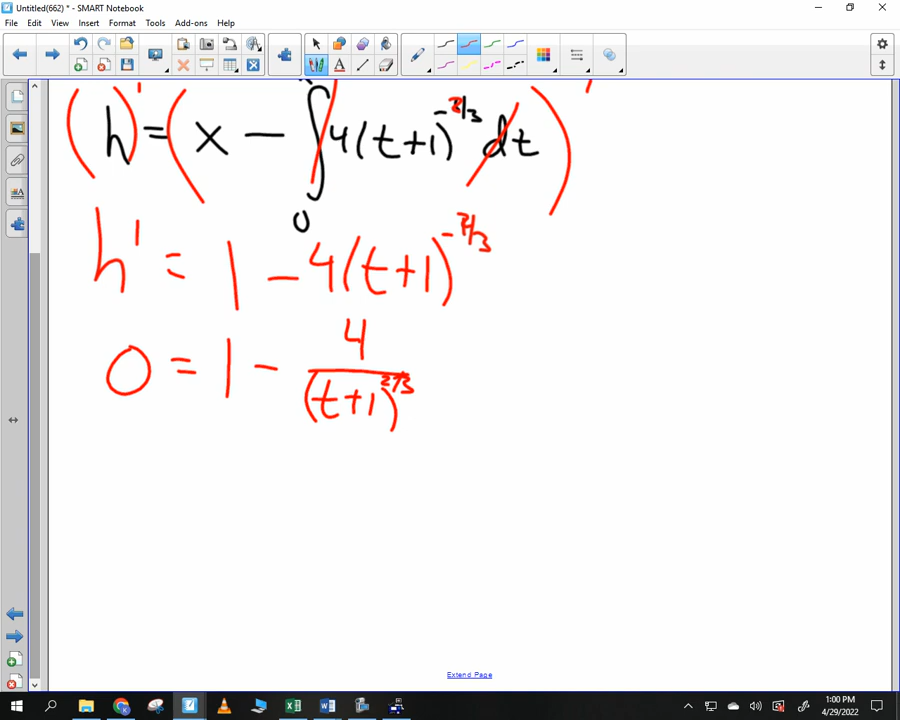 Untitled(662) * - SMART Notebook
File Edit View Insert Format Tools Add-ons Help
(h)' = (x - ∫ 4(t+1)^-2/3 dt)'
0
h' = 1 - 4(t+1)^-2/3
0 = 1 - 4/(t+1)^2/3
Extend Page
1:00 PM
4/29/2022